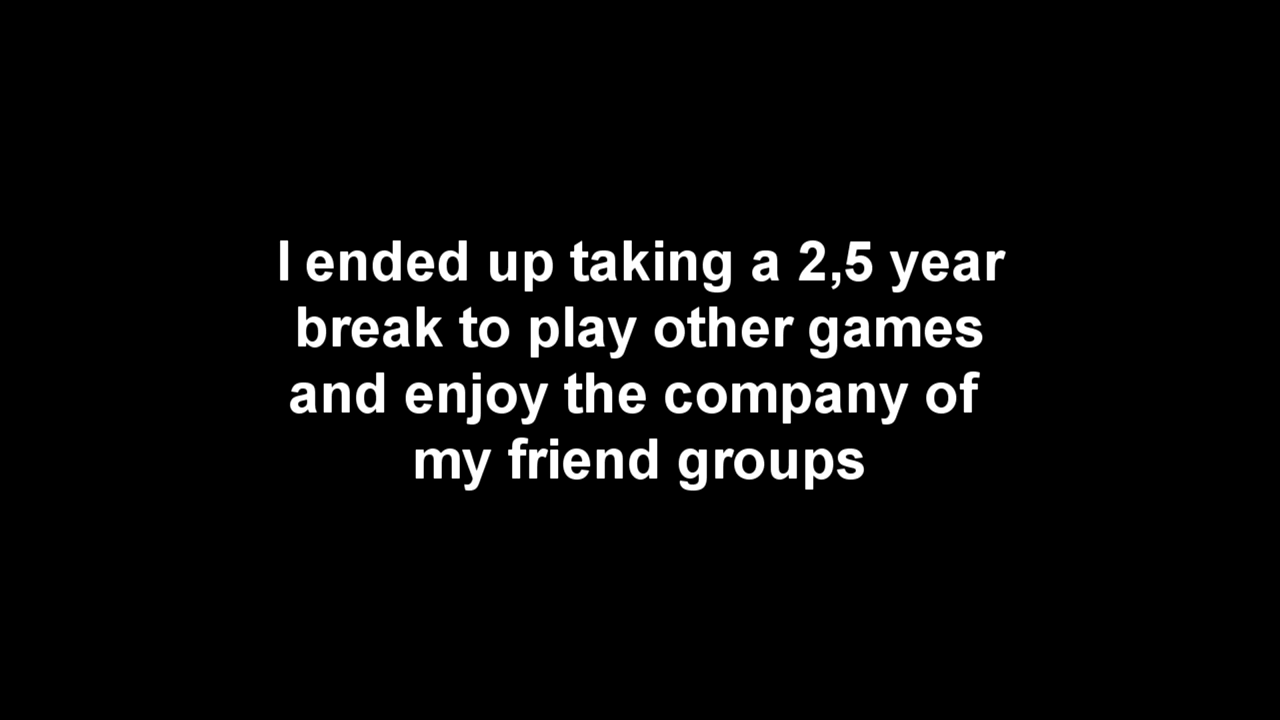 I ended up taking a 2,5 year
break to play other games
and enjoy the company of
my friend groups